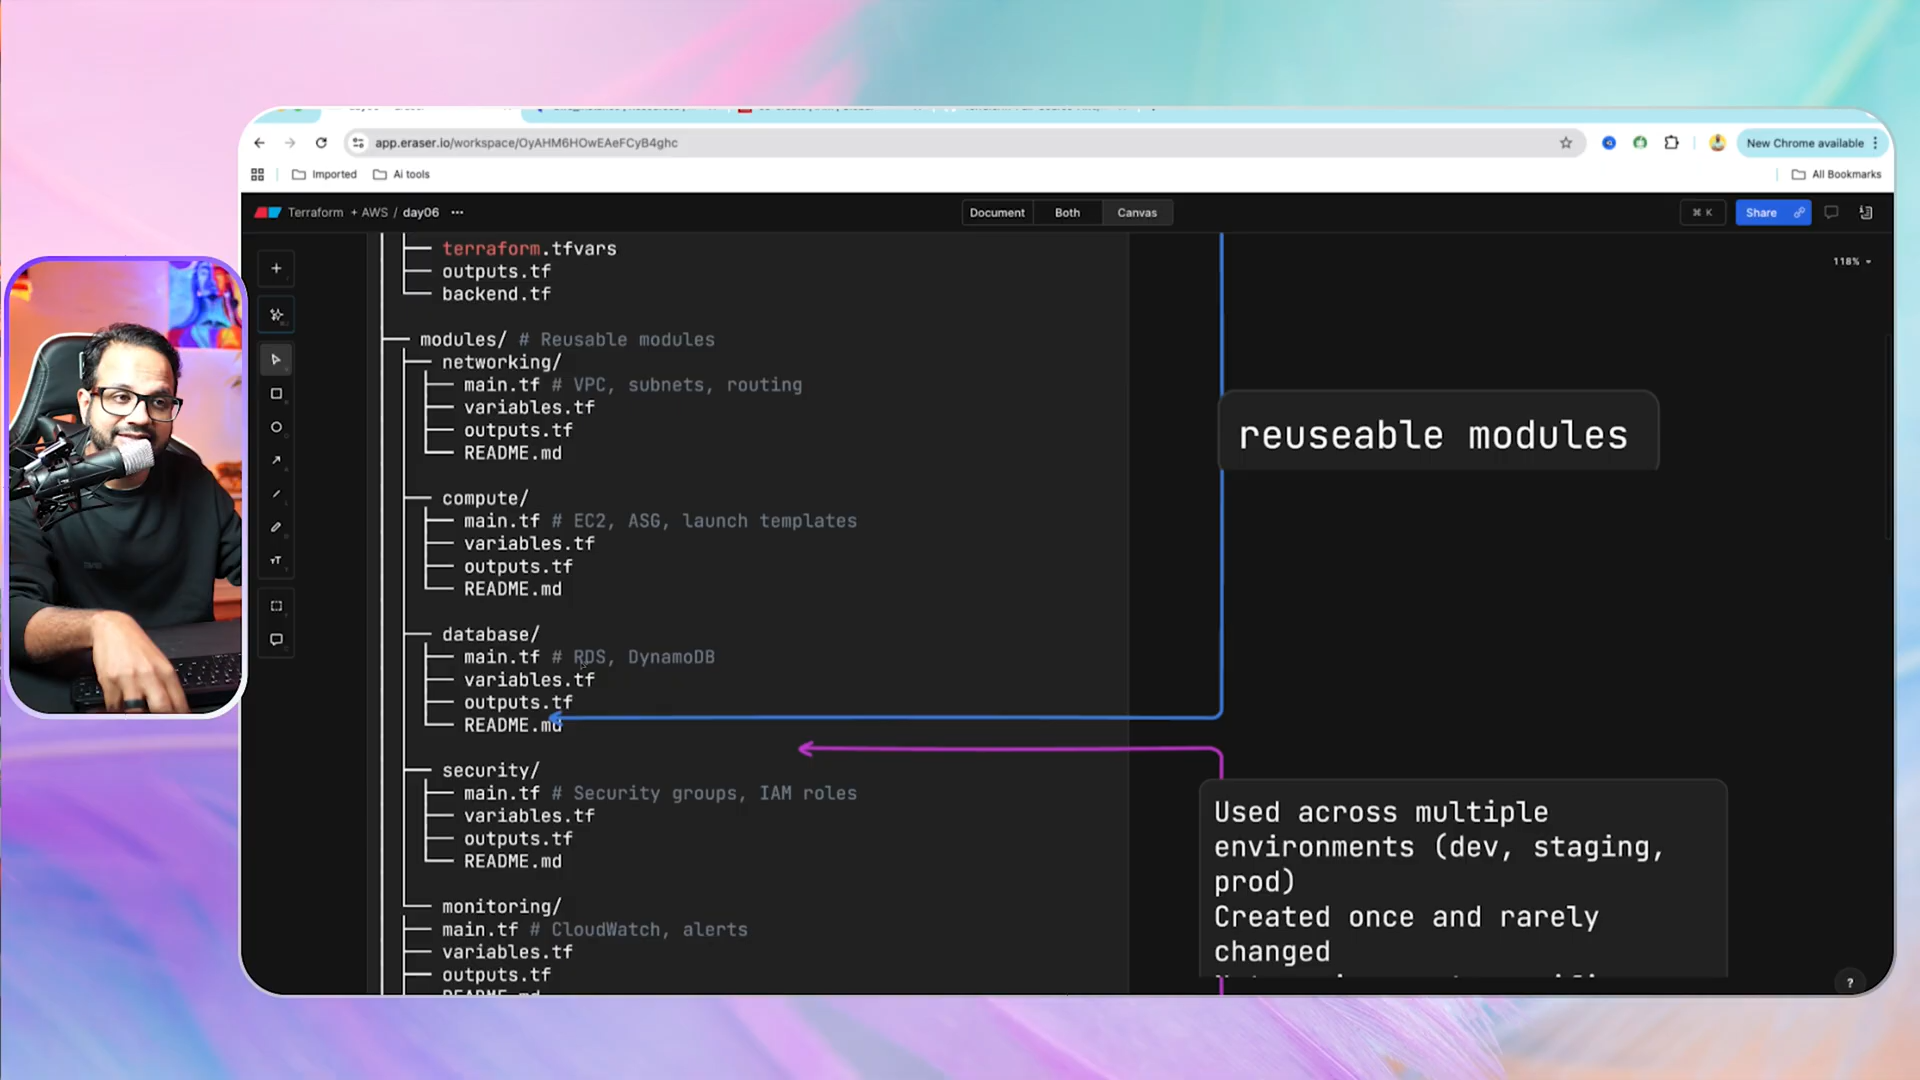 app.eraser.io/workspace/OyAHM6HOwEAeFCyB4ghc
New Chrome available
Imported
Ai tools
All Bookmarks
Terraform + AWS / day06 ...
Document
Both
Canvas
⌘ K
Share
118%
terraform.tfvars
outputs.tf
backend.tf
modules/ # Reusable modules
networking/
main.tf # VPC, subnets, routing
variables.tf
outputs.tf
README.md
compute/
main.tf # EC2, ASG, launch templates
variables.tf
outputs.tf
README.md
database/
main.tf # RDS, DynamoDB
variables.tf
outputs.tf
README.md
security/
main.tf # Security groups, IAM roles
variables.tf
outputs.tf
README.md
monitoring/
main.tf # CloudWatch, alerts
variables.tf
outputs.tf
README.md
reuseable modules
Used across multiple
environments (dev, staging,
prod)
Created once and rarely
changed
?